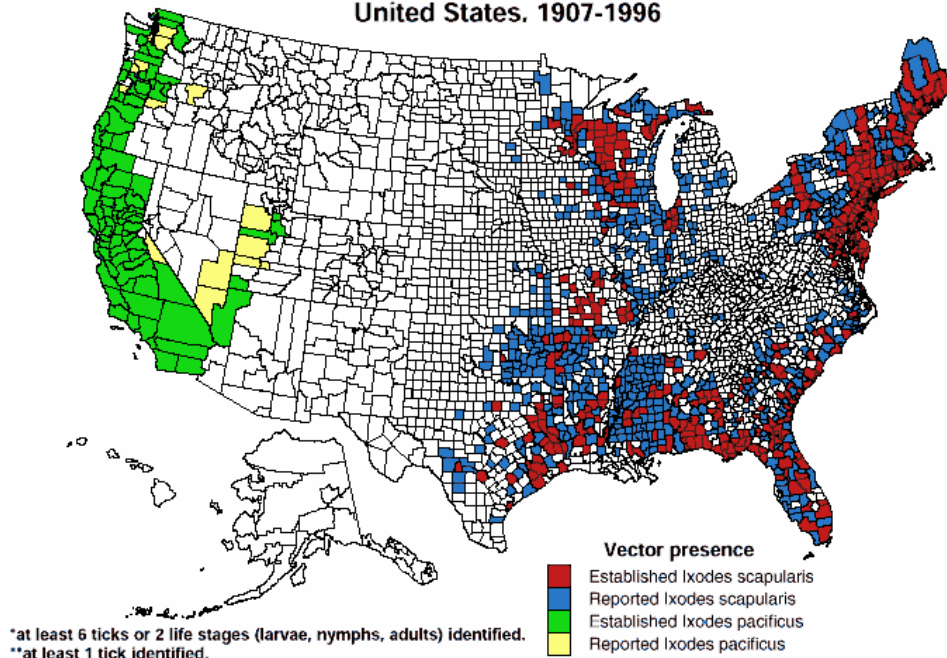 United States, 1907-1996
Vector presence
Established Ixodes scapularis
Reported Ixodes scapularis
Established Ixodes pacificus
Reported Ixodes pacificus
*at least 6 ticks or 2 life stages (larvae, nymphs, adults) identified.
**at least 1 tick identified.